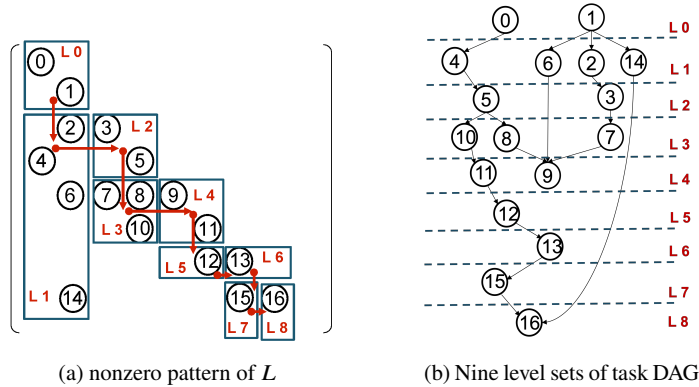 0 L 0
1
2 3 L 2
4 5
6 7 8 9 L 4
L 3 10 11
L 5 12 13 L 6
L 1 14 15 16
L 7 L 8
(a) nonzero pattern of L
0 1 L 0
4 6 2 14 L 1
5 3 L 2
10 8 7 L 3
11 9 L 4
12 L 5
13 L 6
15 L 7
16 L 8
(b) Nine level sets of task DAG